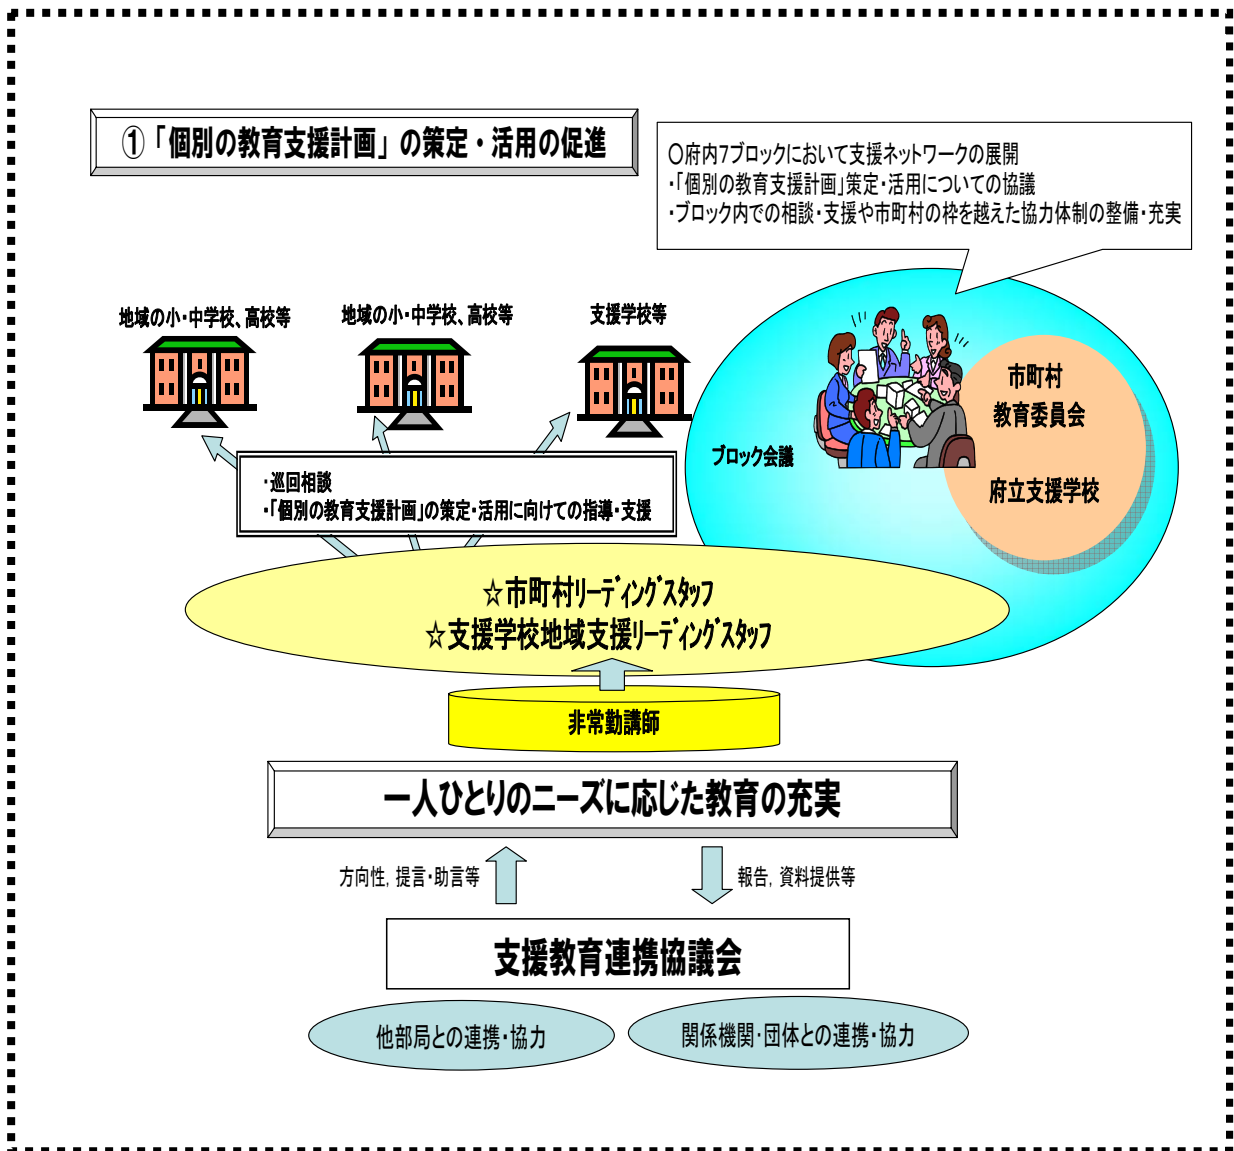 ①「個別の教育支援計画」の策定・活用の促進
○府内7ブロックにおいて支援ネットワークの展開
・「個別の教育支援計画」策定・活用についての協議
・ブロック内での相談・支援や市町村の枠を越えた協力体制の整備・充実
地域の小・中学校、高校等
地域の小・中学校、高校等
支援学校等
市町村
教育委員会
府立支援学校
ブロック会議
・巡回相談
・「個別の教育支援計画」の策定・活用に向けての指導・支援
☆市町村リーディングスタッフ
☆支援学校地域支援リーディングスタッフ
非常勤講師
一人ひとりのニーズに応じた教育の充実
方向性, 提言・助言等
報告, 資料提供等
支援教育連携協議会
他部局との連携・協力
関係機関・団体との連携・協力